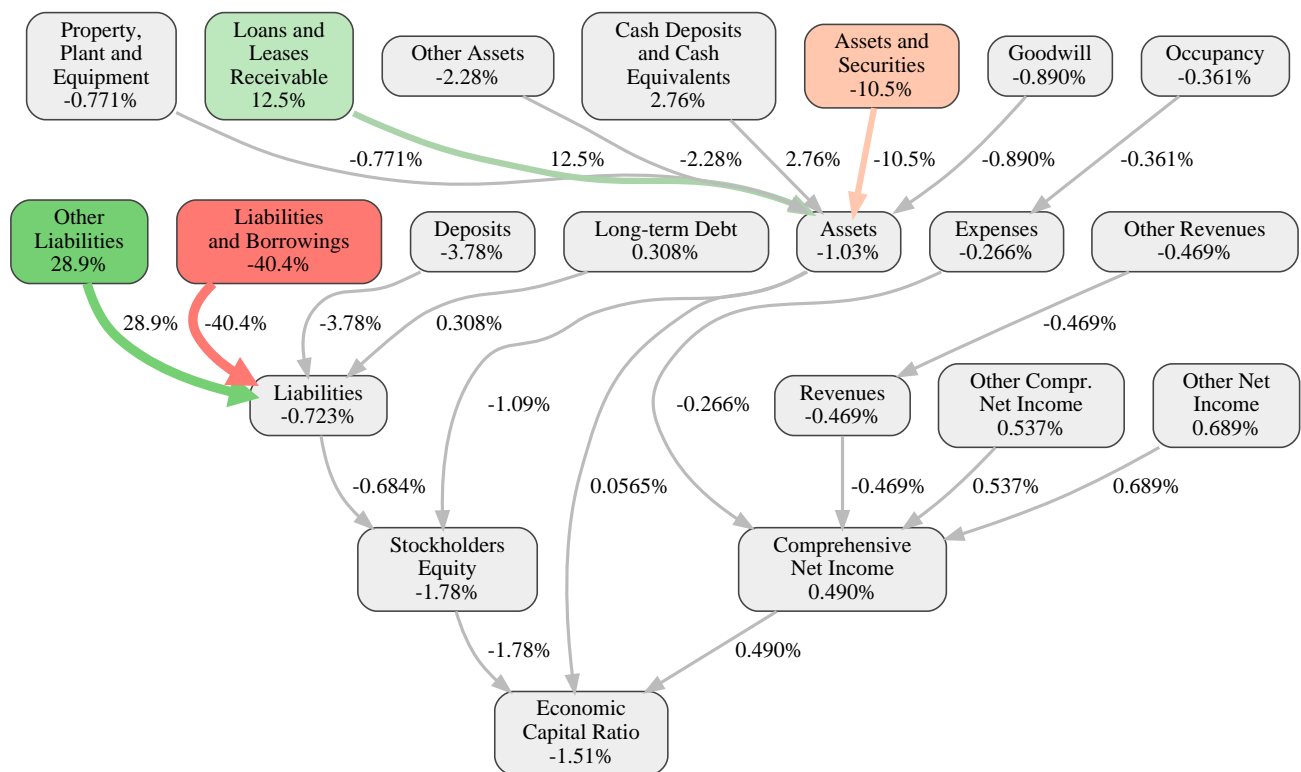 Property,
Plant and
Equipment
-0.771%
Loans and
Leases
Receivable
12.5%
Other Assets
-2.28%
Cash Deposits
and Cash
Equivalents
2.76%
Assets and
Securities
-10.5%
Goodwill
-0.890%
Occupancy
-0.361%
-0.771%
12.5%
-2.28%
2.76%
-10.5%
-0.890%
-0.361%
Other
Liabilities
28.9%
Liabilities
and Borrowings
-40.4%
Deposits
-3.78%
Long-term Debt
0.308%
Assets
-1.03%
Expenses
-0.266%
Other Revenues
-0.469%
28.9%
-40.4%
-3.78%
0.308%
-0.469%
Liabilities
-0.723%
-1.09%
-0.266%
Revenues
-0.469%
Other Compr.
Net Income
0.537%
Other Net
Income
0.689%
-0.684%
0.0565%
-0.469%
0.537%
0.689%
Stockholders
Equity
-1.78%
Comprehensive
Net Income
0.490%
-1.78%
0.490%
Economic
Capital Ratio
-1.51%